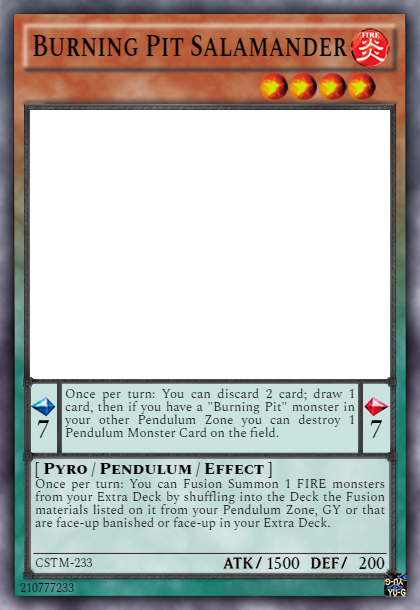 Burning Pit Salamander
FIRE
炎
Once per turn: You can discard 2 card; draw 1
card, then if you have a "Burning Pit" monster in
your other Pendulum Zone you can destroy 1
Pendulum Monster Card on the field.
7
7
[ Pyro / Pendulum / Effect ]
Once per turn: You can Fusion Summon 1 FIRE monsters
from your Extra Deck by shuffling into the Deck the Fusion
materials listed on it from your Pendulum Zone, GY or that
are face-up banished or face-up in your Extra Deck.
CSTM-233
ATK/ 1500 DEF/ 200
210777233